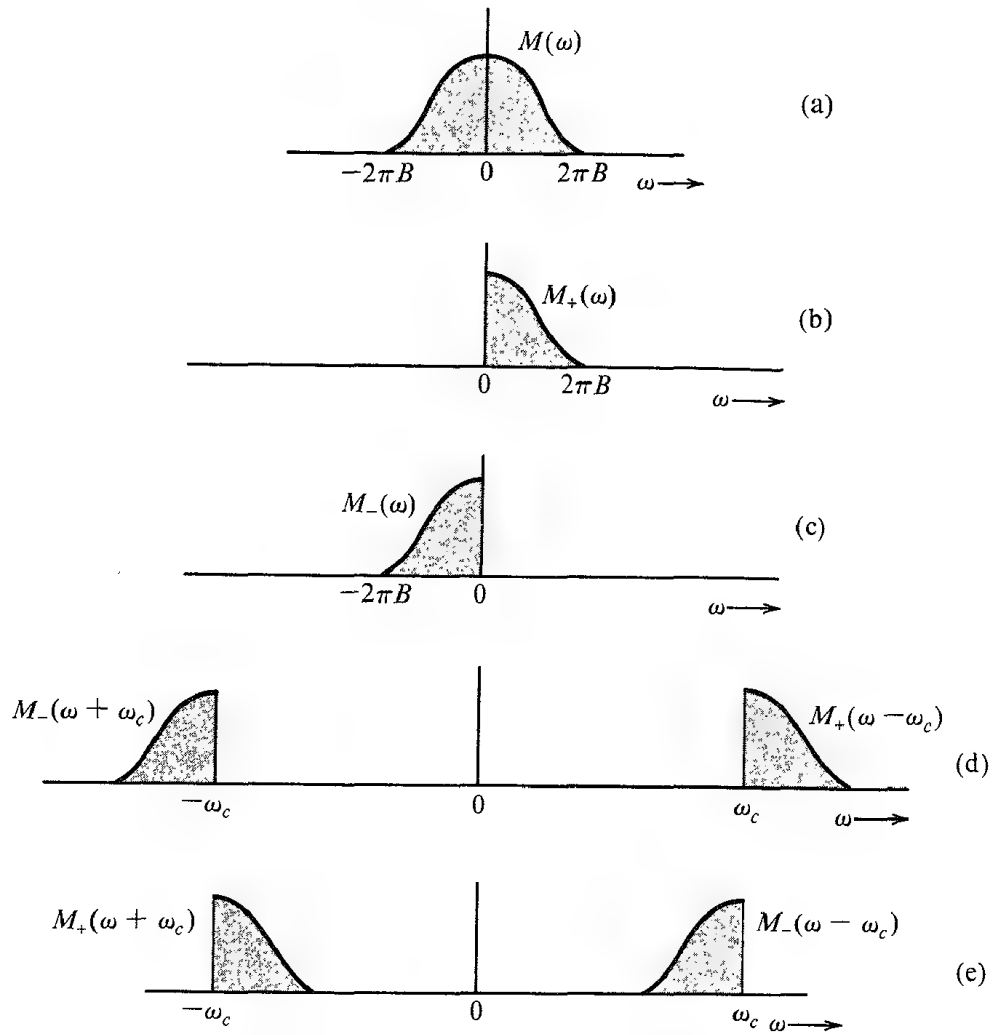 M(ω)
(a)
−2πB 0 2πB ω
M₊(ω)
(b)
0 2πB ω
M₋(ω)
(c)
−2πB 0 ω
M₋(ω + ω_c) M₊(ω − ω_c)
(d)
−ω_c 0 ω_c ω
M₊(ω + ω_c) M₋(ω − ω_c)
(e)
−ω_c 0 ω_c ω